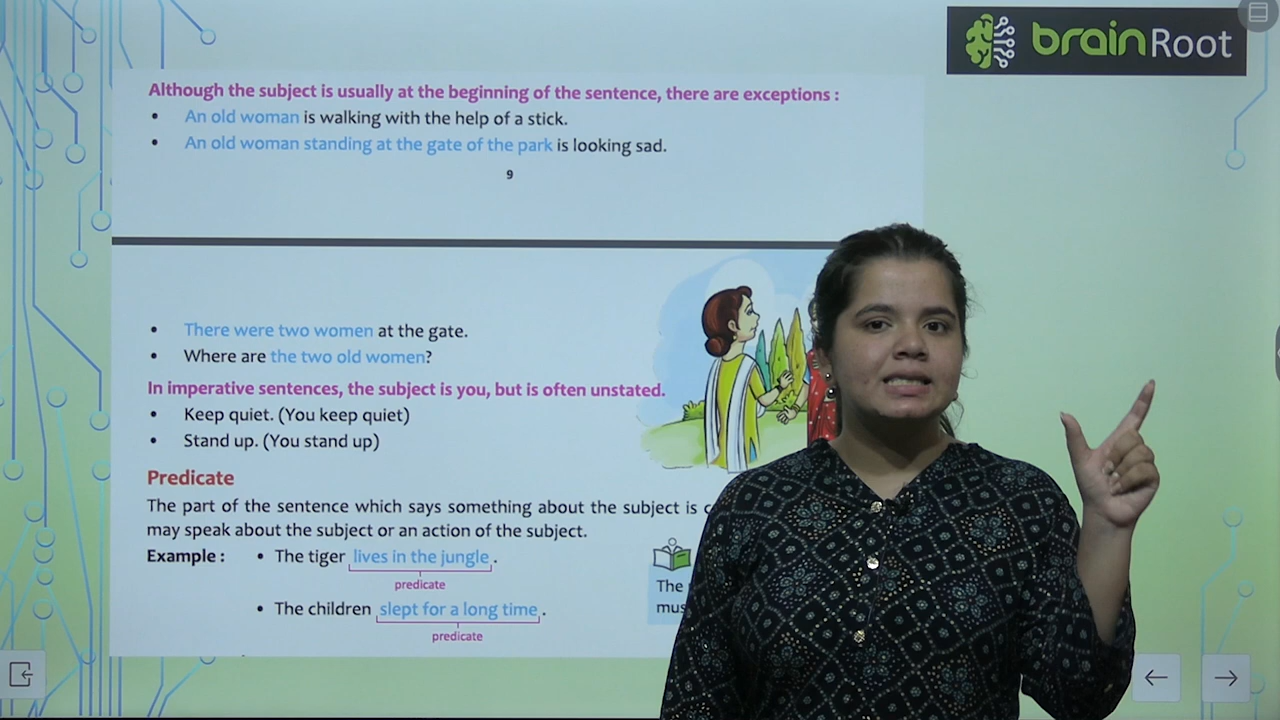 brainRoot
Although the subject is usually at the beginning of the sentence, there are exceptions :
• An old woman is walking with the help of a stick.
• An old woman standing at the gate of the park is looking sad.
9
• There were two women at the gate.
• Where are the two old women?
In imperative sentences, the subject is you, but is often unstated.
• Keep quiet. (You keep quiet)
• Stand up. (You stand up)
Predicate
The part of the sentence which says something about the subject is
may speak about the subject or an action of the subject.
Example : • The tiger lives in the jungle .
predicate
The
• The children slept for a long time .
predicate